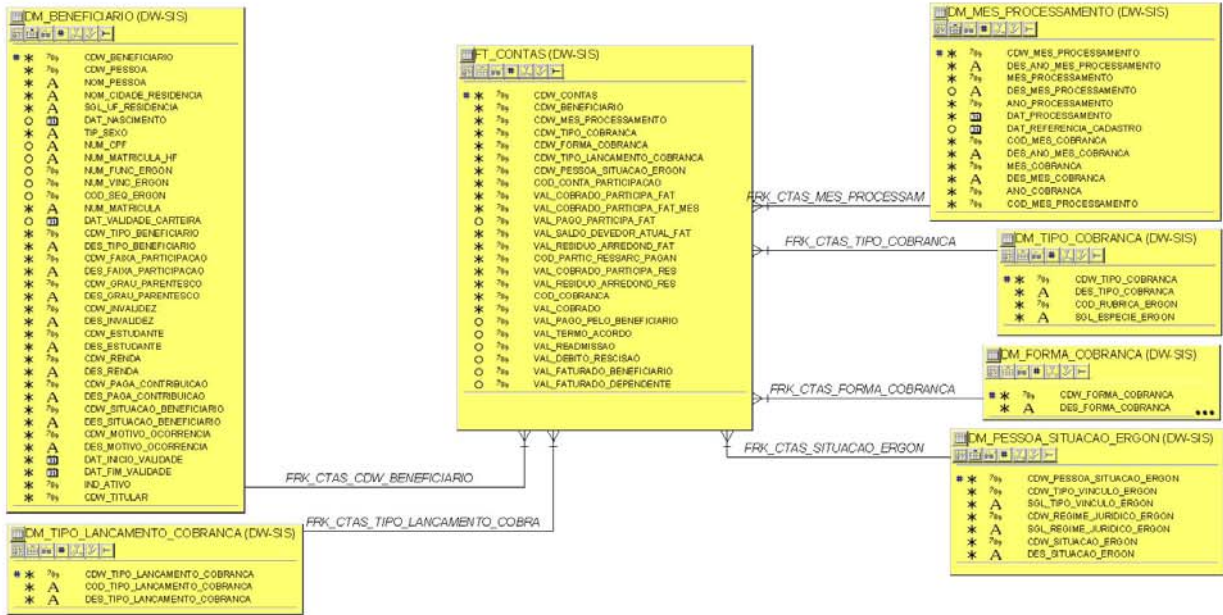 DM_BENEFICIARIO (DW-SIS)
CDW_BENEFICIARIO
CDW_PESSOA
NOM_PESSOA
NOM_CIDADE_RESIDENCIA
SGL_UF_RESIDENCIA
DAT_NASCIMENTO
TIP_SEXO
NUM_CPF
NUM_MATRICULA_HF
NUM_FUNC_ERGON
NUM_VINC_ERGON
COD_SEQ_ERGON
NUM_MATRICULA
DAT_VALIDADE_CARTEIRA
CDW_TIPO_BENEFICIARIO
DES_TIPO_BENEFICIARIO
CDW_FAIXA_PARTICIPACAO
DES_FAIXA_PARTICIPACAO
CDW_GRAU_PARENTESCO
DES_GRAU_PARENTESCO
CDW_INVALIDEZ
DES_INVALIDEZ
CDW_ESTUDANTE
DES_ESTUDANTE
CDW_RENDA
DES_RENDA
CDW_PAGA_CONTRIBUICAO
DES_PAGA_CONTRIBUICAO
CDW_SITUACAO_BENEFICIARIO
DES_SITUACAO_BENEFICIARIO
CDW_MOTIVO_OCORRENCIA
DES_MOTIVO_OCORRENCIA
DAT_INICIO_VALIDADE
DAT_FIM_VALIDADE
IND_ATIVO
CDW_TITULAR
FRK_CTAS_CDW_BENEFICIARIO
DM_TIPO_LANCAMENTO_COBRANCA (DW-SIS)
CDW_TIPO_LANCAMENTO_COBRANCA
COD_TIPO_LANCAMENTO_COBRANCA
DES_TIPO_LANCAMENTO_COBRANCA
FRK_CTAS_TIPO_LANCAMENTO_COBRA
FT_CONTAS (DW-SIS)
CDW_CONTAS
CDW_BENEFICIARIO
CDW_MES_PROCESSAMENTO
CDW_TIPO_COBRANCA
CDW_FORMA_COBRANCA
CDW_TIPO_LANCAMENTO_COBRANCA
CDW_PESSOA_SITUACAO_ERGON
COD_CONTA_PARTICIPACAO
VAL_COBRADO_PARTICIPA_FAT
VAL_COBRADO_PARTICIPA_FAT_MES
VAL_PAGO_PARTICIPA_FAT
VAL_SALDO_DEVEDOR_ATUAL_FAT
VAL_RESIDUO_ARREDOND_FAT
COD_PARTIC_RESSARC_PAGAN
VAL_COBRADO_PARTICIPA_RES
VAL_RESIDUO_ARREDOND_RES
COD_COBRANCA
VAL_COBRADO
VAL_PAGO_PELO_BENEFICIARIO
VAL_TERMO_ACORDO
VAL_READMISSAO
VAL_DEBITO_RESCISAO
VAL_FATURADO_BENEFICIARIO
VAL_FATURADO_DEPENDENTE
DM_MES_PROCESSAMENTO (DW-SIS)
CDW_MES_PROCESSAMENTO
DES_ANO_MES_PROCESSAMENTO
MES_PROCESSAMENTO
DES_MES_PROCESSAMENTO
ANO_PROCESSAMENTO
DAT_PROCESSAMENTO
DAT_REFERENCIA_CADASTRO
COD_MES_COBRANCA
DES_ANO_MES_COBRANCA
MES_COBRANCA
DES_MES_COBRANCA
ANO_COBRANCA
COD_MES_PROCESSAMENTO
FRK_CTAS_MES_PROCESSAM
FRK_CTAS_TIPO_COBRANCA
DM_TIPO_COBRANCA (DW-SIS)
CDW_TIPO_COBRANCA
DES_TIPO_COBRANCA
COD_RUBRICA_ERGON
SGL_ESPECIE_ERGON
DM_FORMA_COBRANCA (DW-SIS)
CDW_FORMA_COBRANCA
DES_FORMA_COBRANCA
FRK_CTAS_FORMA_COBRANCA
FRK_CTAS_SITUACAO_ERGON
DM_PESSOA_SITUACAO_ERGON (DW-SIS)
CDW_PESSOA_SITUACAO_ERGON
CDW_TIPO_VINCULO_ERGON
SGL_TIPO_VINCULO_ERGON
CDW_REGIME_JURIDICO_ERGON
SGL_REGIME_JURIDICO_ERGON
CDW_SITUACAO_ERGON
DES_SITUACAO_ERGON